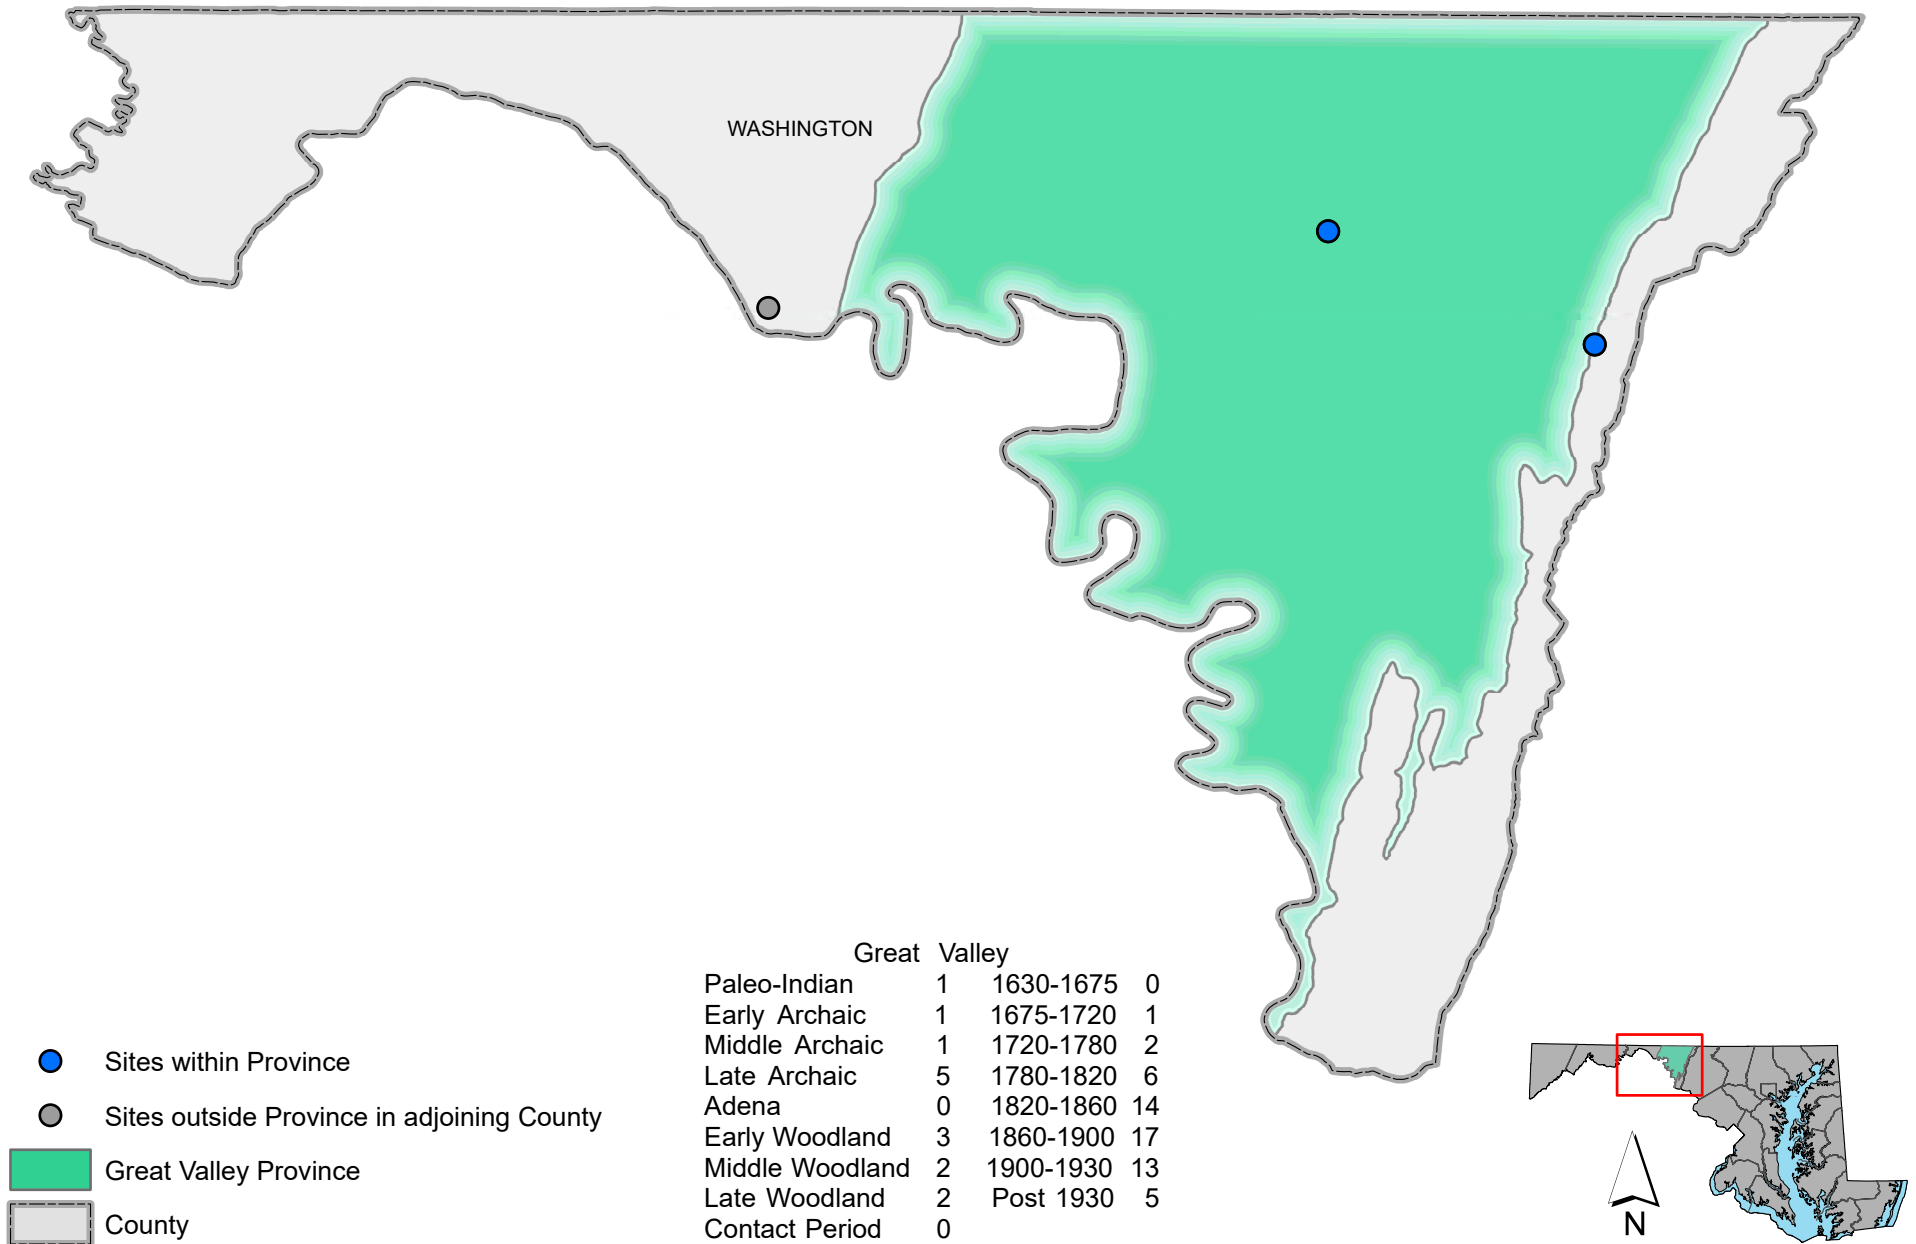 WASHINGTON
Great Valley
Paleo-Indian 1 1630-1675 0
Early Archaic 1 1675-1720 1
Middle Archaic 1 1720-1780 2
Late Archaic 5 1780-1820 6
Adena 0 1820-1860 14
Early Woodland 3 1860-1900 17
Middle Woodland 2 1900-1930 13
Late Woodland 2 Post 1930 5
Contact Period 0
Sites within Province
Sites outside Province in adjoining County
Great Valley Province
County
N